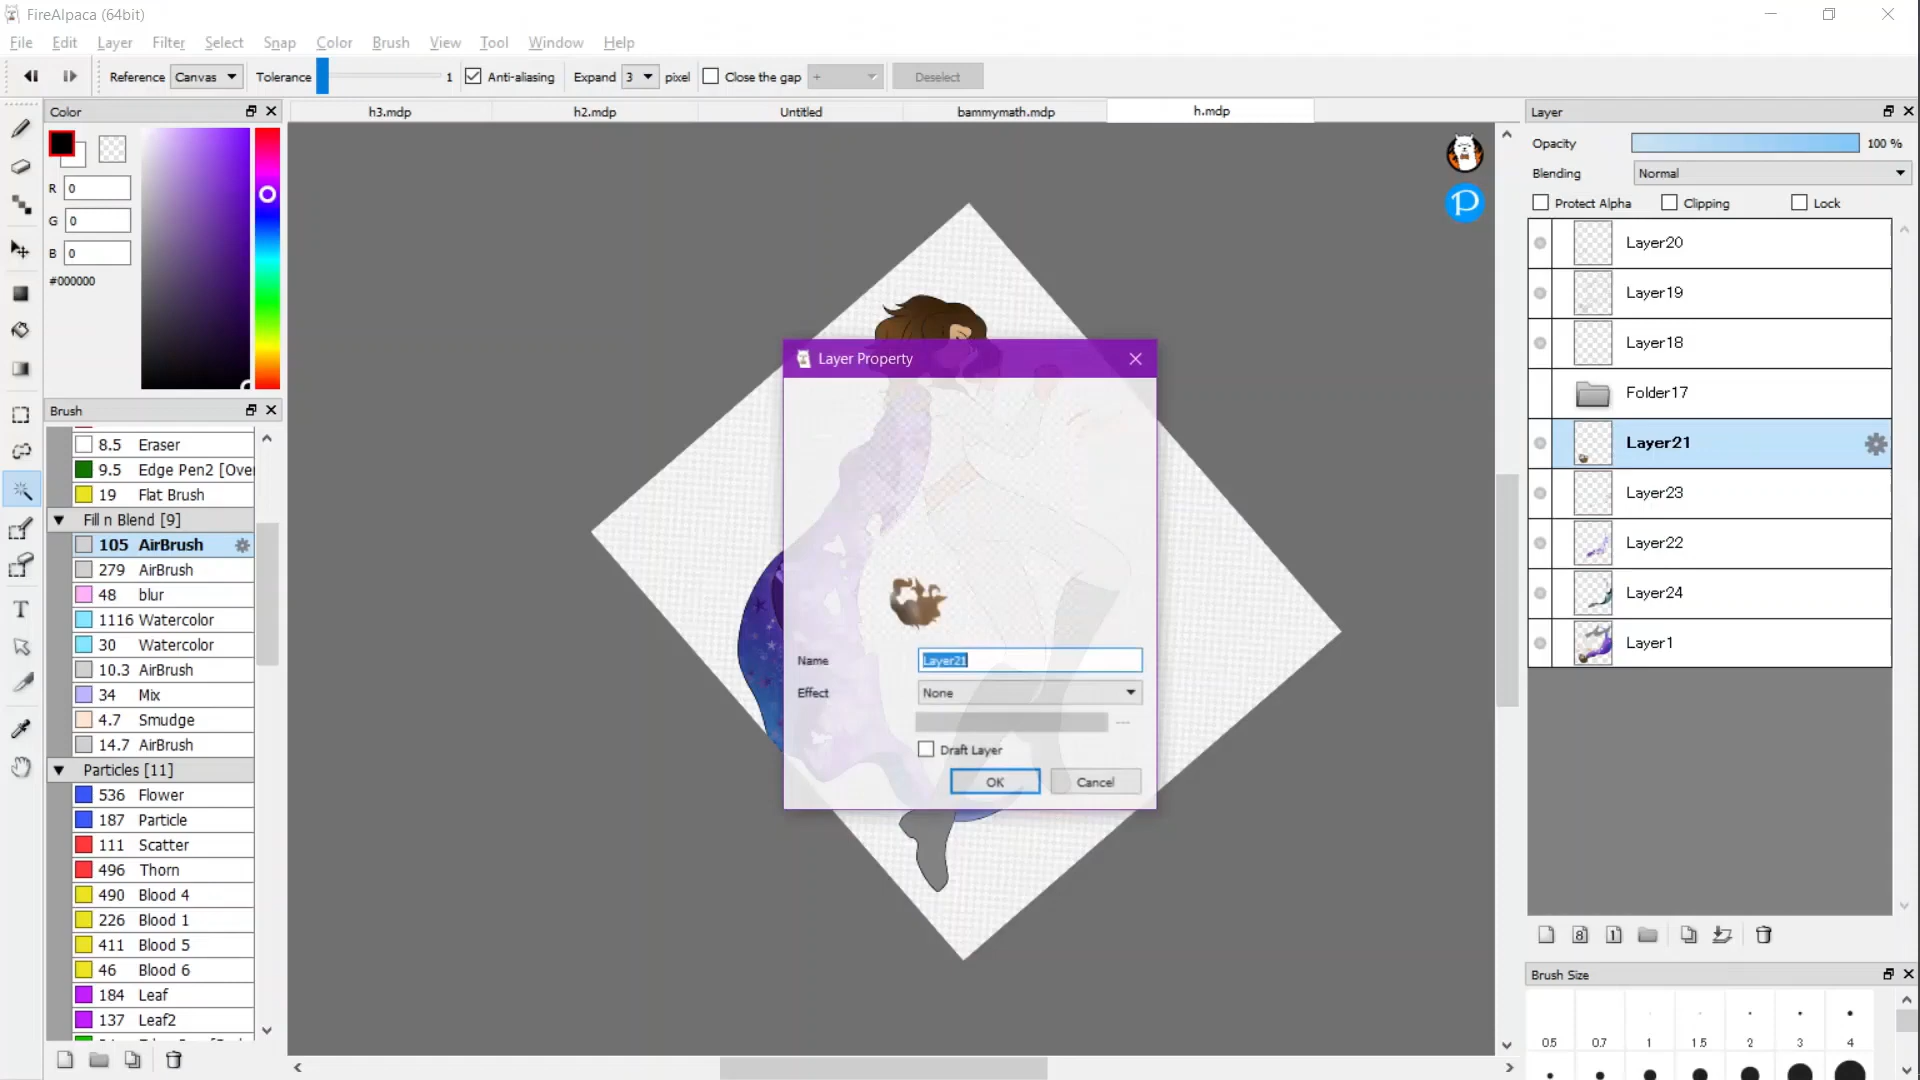 FireAlpaca (64bit)
File Edit Layer Filter Select Snap Color Brush View Tool Window Help
Reference Canvas Tolerance 1 Anti-aliasing Expand 3 pixel Close the gap + Deselect
Color
h3.mdp h2.mdp Untitled bammymath.mdp h.mdp
Layer
R 0
G 0
B 0
#000000
Opacity 100 %
Blending Normal
Protect Alpha Clipping Lock
Layer20
Layer19
Layer18
Folder17
Layer21
Layer23
Layer22
Layer24
Layer1
Brush
8.5 Eraser
9.5 Edge Pen2 [Ove
19 Flat Brush
Fill n Blend [9]
105 AirBrush
279 AirBrush
48 blur
1116 Watercolor
30 Watercolor
10.3 AirBrush
34 Mix
4.7 Smudge
14.7 AirBrush
Particles [11]
536 Flower
187 Particle
111 Scatter
496 Thorn
490 Blood 4
226 Blood 1
411 Blood 5
46 Blood 6
184 Leaf
137 Leaf2
Layer Property
Name Layer21
Effect None
---
Draft Layer
OK Cancel
P
T
8 1
Brush Size
0.5 0.7 1 1.5 2 3 4